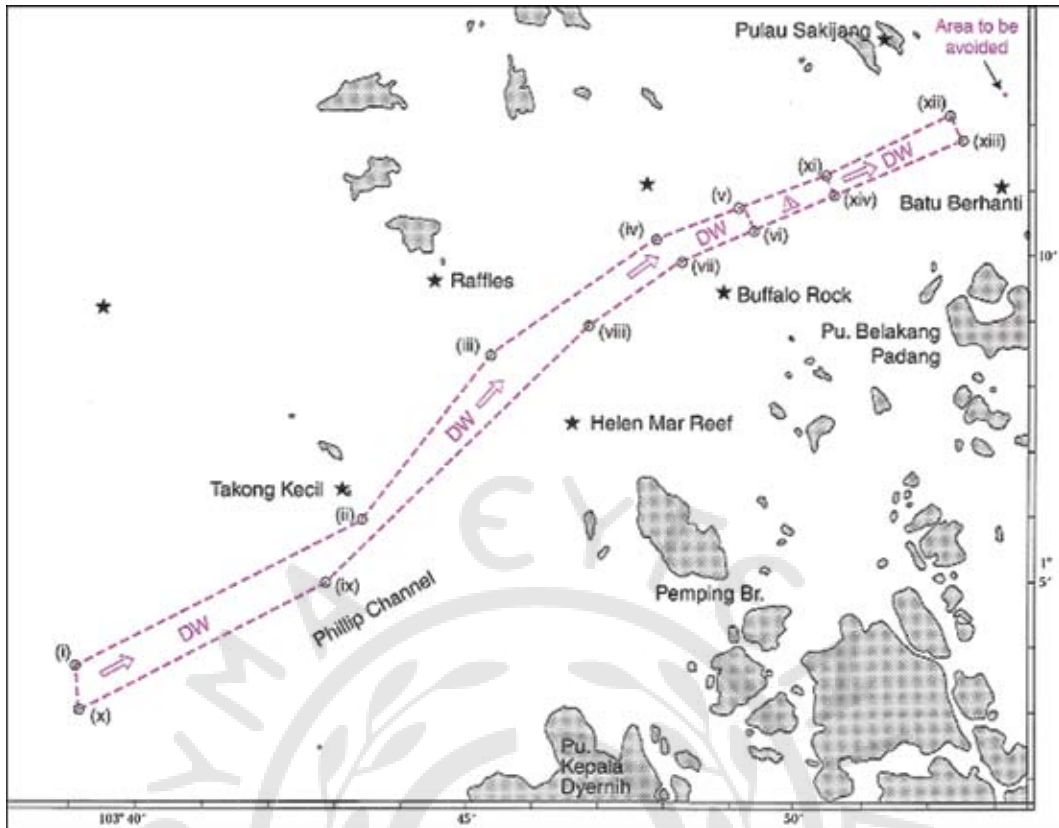 Pulau Sakijang
Area to be
avoided
(xii)
(xiii)
(xi)
DW
(v)
(xiv)
Batu Berhanti
(iv)
DW
(vi)
(vii)
10'
Raffles
Buffalo Rock
(iii)
(viii)
Pu. Belakang
Padang
DW
Helen Mar Reef
Takong Kecil
(ii)
1°
5'
(ix)
Pemping Br.
Phillip Channel
DW
(i)
(x)
Pu.
Kepala
Dyernih
103° 40'
45'
50'
ΥΜΑ ΕΥΓ